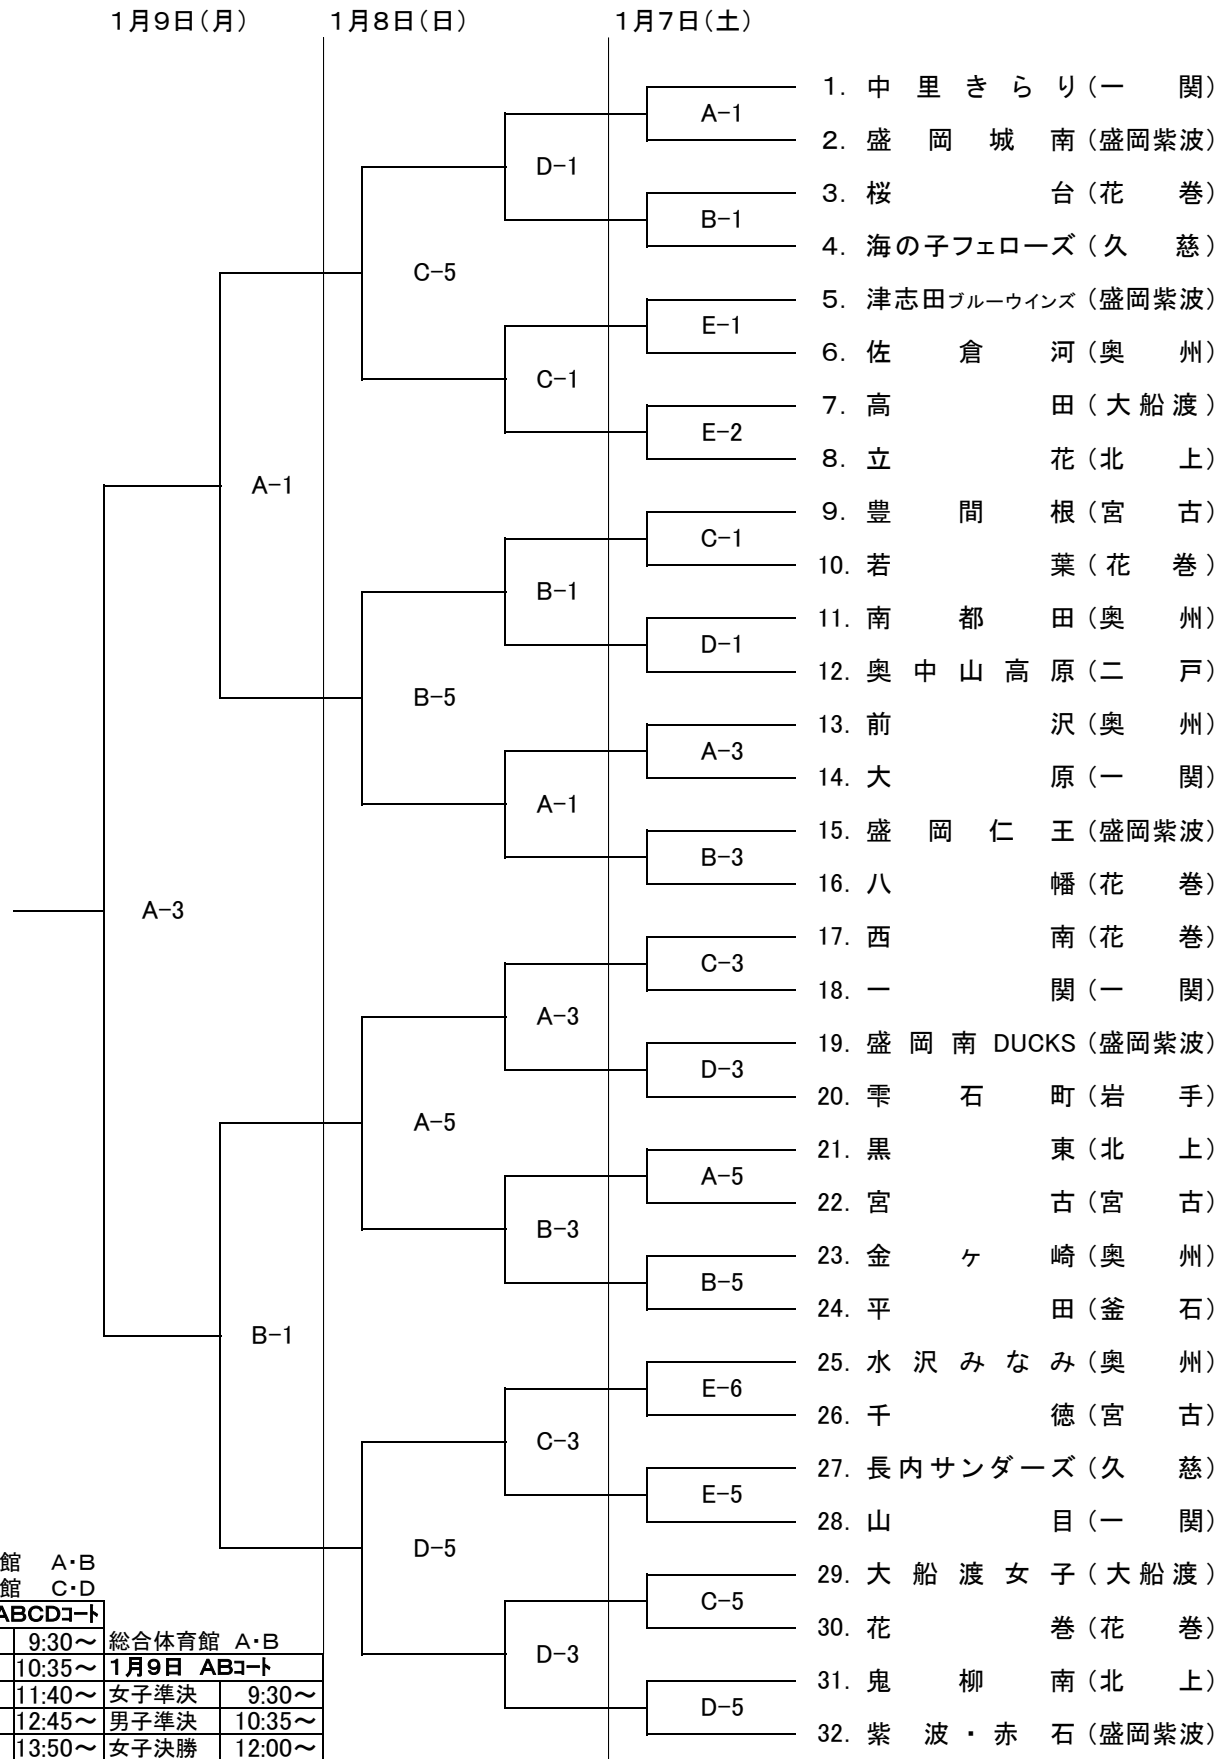 1月9日(月) 1月8日(日) 1月7日(土)
1. 中里きらり(一関)
A-1
2. 盛岡城南(盛岡紫波)
D-1
3. 桜台(花巻)
B-1
4. 海の子フェローズ(久慈)
C-5
5. 津志田ブルーウインズ(盛岡紫波)
E-1
6. 佐倉河(奥州)
C-1
7. 高田(大船渡)
E-2
8. 立花(北上)
A-1
9. 豊間根(宮古)
C-1
10. 若葉(花巻)
B-1
11. 南都田(奥州)
D-1
12. 奥中山高原(二戸)
B-5
13. 前沢(奥州)
A-3
14. 大原(一関)
A-1
15. 盛岡仁王(盛岡紫波)
B-3
16. 八幡(花巻)
A-3
17. 西南(花巻)
C-3
18. 一関(一関)
A-3
19. 盛岡南DUCKS(盛岡紫波)
D-3
20. 雫石町(岩手)
A-5
21. 黒東(北上)
A-5
22. 宮古(宮古)
B-3
23. 金ヶ崎(奥州)
B-5
24. 平田(釜石)
B-1
25. 水沢みなみ(奥州)
E-6
26. 千徳(宮古)
C-3
27. 長内サンダーズ(久慈)
E-5
28. 山目(一関)
D-5
29. 大船渡女子(大船渡)
C-5
30. 花巻(花巻)
D-3
31. 鬼柳南(北上)
D-5
32. 紫波・赤石(盛岡紫波)
館 A・B
館 C・D
ABCDコート
9:30～ 総合体育館 A・B
10:35～ 1月9日 ABコート
11:40～ 女子準決 9:30～
12:45～ 男子準決 10:35～
13:50～ 女子決勝 12:00～